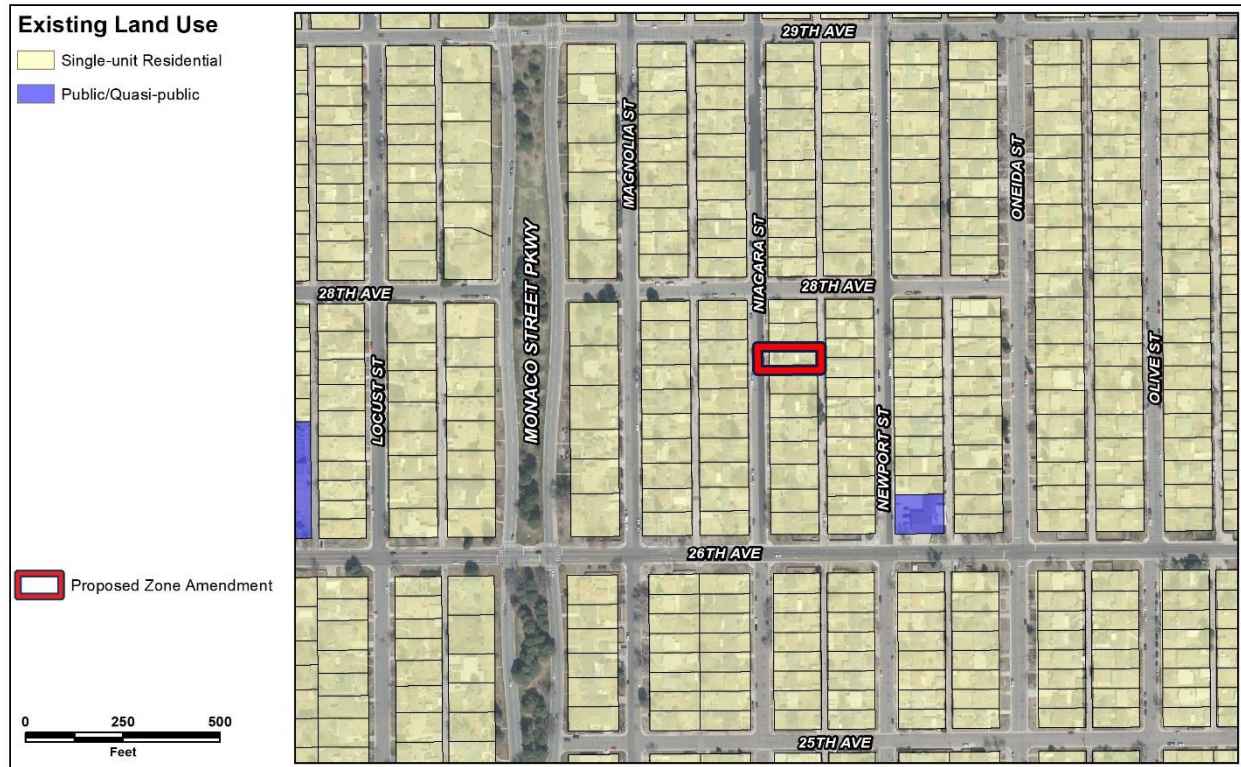 Existing Land Use
Single-unit Residential
Public/Quasi-public
Proposed Zone Amendment
0 250 500
Feet
29TH AVE
MAGNOLIA ST
ONEIDA ST
MONACO STREET PKWY
NIAGARA ST
28TH AVE
28TH AVE
LOCUST ST
OLIVE ST
NEWPORT ST
26TH AVE
25TH AVE